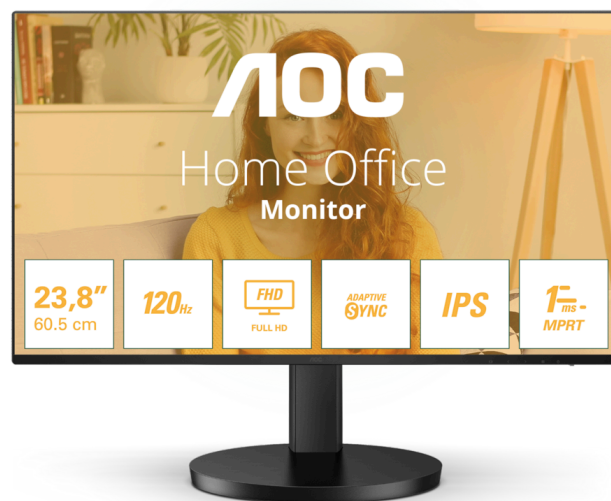 AOC
Home Office
Monitor
23,8”
60.5 cm
120Hz
FHD
FULL HD
ADAPTIVE
SYNC
IPS
1ms
MPRT